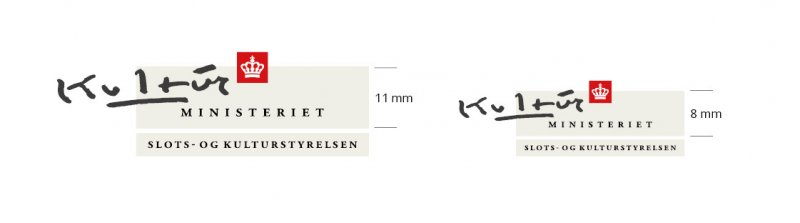 Kultur
MINISTERIET
SLOTS- OG KULTURSTYRELSEN
11 mm
Kultur
MINISTERIET
SLOTS- OG KULTURSTYRELSEN
8 mm